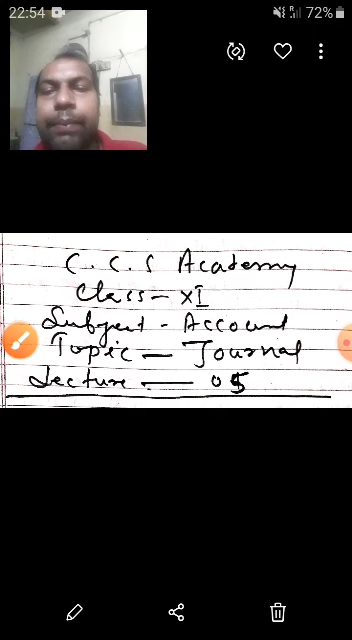 22:54
R
72%
C.C.S Academy
Class - XI
Subject - Account
Topic - Journal
Lecture - 05